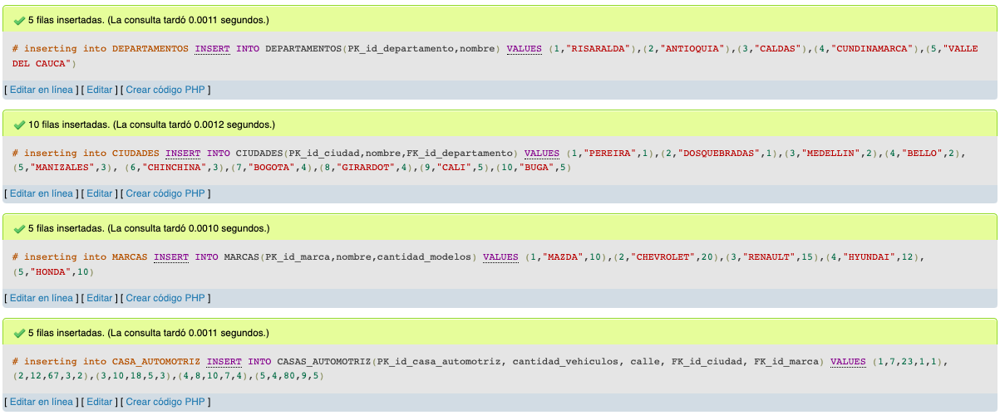 5 filas insertadas. (La consulta tardó 0.0011 segundos.)
# inserting into DEPARTAMENTOS INSERT INTO DEPARTAMENTOS(PK_id_departamento,nombre) VALUES (1,"RISARALDA"),(2,"ANTIOQUIA"),(3,"CALDAS"),(4,"CUNDINAMARCA"),(5,"VALLE
DEL CAUCA")
[ Editar en línea ] [ Editar ] [ Crear código PHP ]
10 filas insertadas. (La consulta tardó 0.0012 segundos.)
# inserting into CIUDADES INSERT INTO CIUDADES(PK_id_ciudad,nombre,FK_id_departamento) VALUES (1,"PEREIRA",1),(2,"DOSQUEBRADAS",1),(3,"MEDELLIN",2),(4,"BELLO",2),
(5,"MANIZALES",3), (6,"CHINCHINA",3),(7,"BOGOTA",4),(8,"GIRARDOT",4),(9,"CALI",5),(10,"BUGA",5)
[ Editar en línea ] [ Editar ] [ Crear código PHP ]
5 filas insertadas. (La consulta tardó 0.0010 segundos.)
# inserting into MARCAS INSERT INTO MARCAS(PK_id_marca,nombre,cantidad_modelos) VALUES (1,"MAZDA",10),(2,"CHEVROLET",20),(3,"RENAULT",15),(4,"HYUNDAI",12),
(5,"HONDA",10)
[ Editar en línea ] [ Editar ] [ Crear código PHP ]
5 filas insertadas. (La consulta tardó 0.0011 segundos.)
# inserting into CASA_AUTOMOTRIZ INSERT INTO CASAS_AUTOMOTRIZ(PK_id_casa_automotriz, cantidad_vehiculos, calle, FK_id_ciudad, FK_id_marca) VALUES (1,7,23,1,1),
(2,12,67,3,2),(3,10,18,5,3),(4,8,10,7,4),(5,4,80,9,5)
[ Editar en línea ] [ Editar ] [ Crear código PHP ]